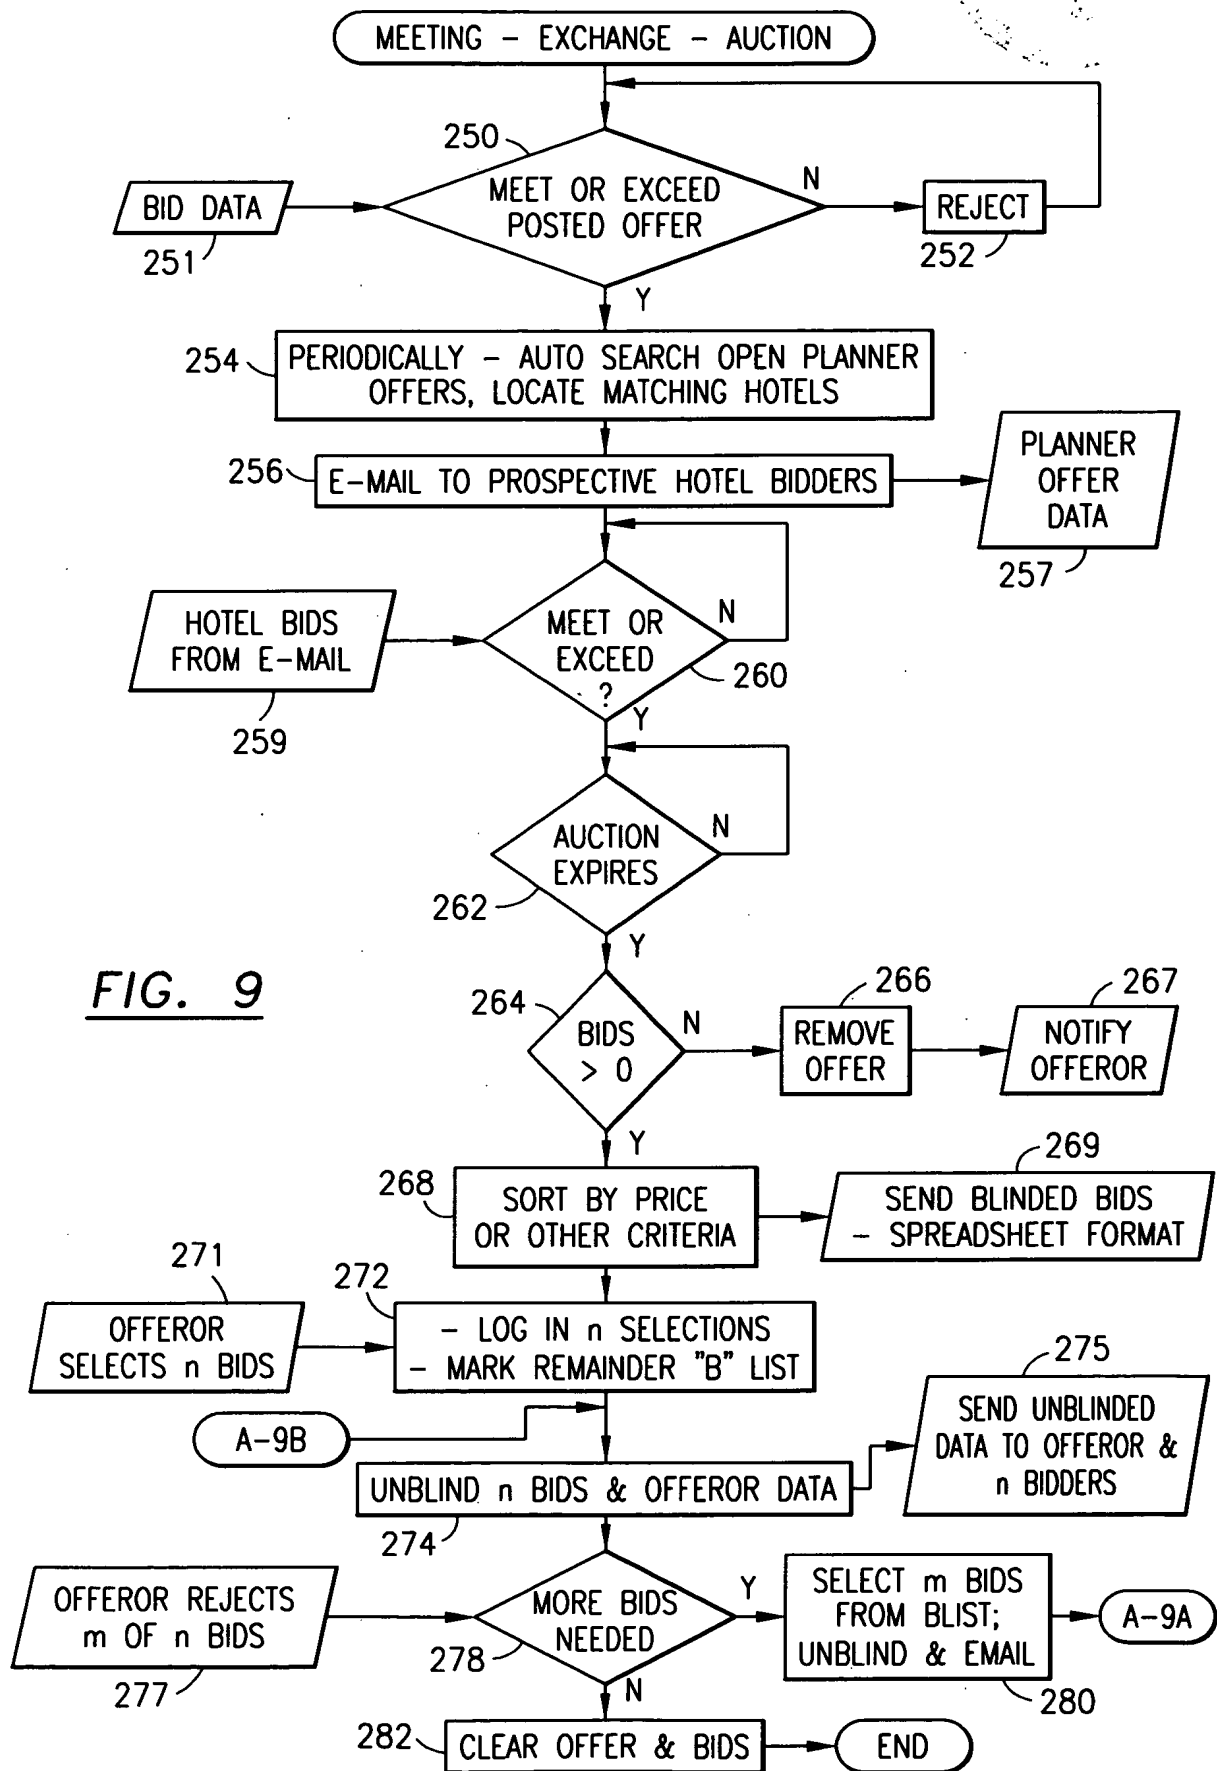 MEETING - EXCHANGE - AUCTION
250
MEET OR EXCEED
POSTED OFFER
N
BID DATA
251
REJECT
252
Y
254
PERIODICALLY - AUTO SEARCH OPEN PLANNER
OFFERS, LOCATE MATCHING HOTELS
256
E-MAIL TO PROSPECTIVE HOTEL BIDDERS
PLANNER
OFFER
DATA
257
HOTEL BIDS
FROM E-MAIL
259
MEET OR
EXCEED
?
N
260
Y
AUCTION
EXPIRES
N
262
Y
FIG. 9
264
BIDS
> 0
N
266
REMOVE
OFFER
267
NOTIFY
OFFEROR
Y
268
SORT BY PRICE
OR OTHER CRITERIA
269
SEND BLINDED BIDS
- SPREADSHEET FORMAT
271
OFFEROR
SELECTS n BIDS
272
- LOG IN n SELECTIONS
- MARK REMAINDER "B" LIST
A-9B
275
SEND UNBLINDED
DATA TO OFFEROR &
n BIDDERS
UNBLIND n BIDS & OFFEROR DATA
274
OFFEROR REJECTS
m OF n BIDS
277
MORE BIDS
NEEDED
278
Y
SELECT m BIDS
FROM BLIST;
UNBLIND & EMAIL
280
A-9A
N
282
CLEAR OFFER & BIDS
END